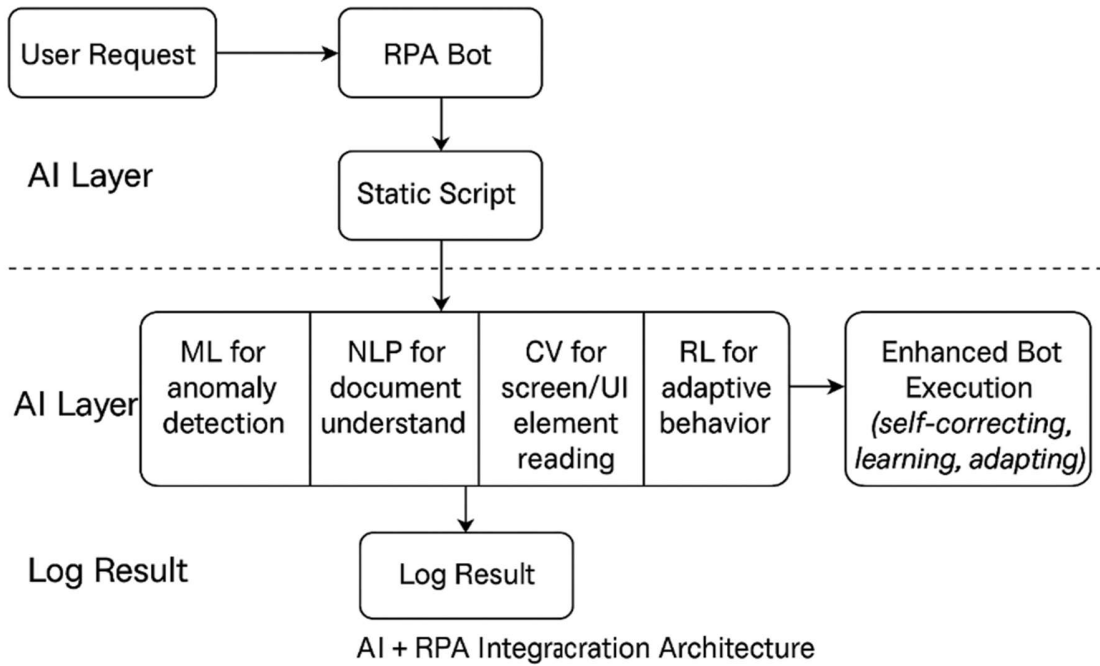 User Request
RPA Bot
AI Layer
Static Script
AI Layer
ML for
anomaly
detection
NLP for
document
understand
CV for
screen/UI
element
reading
RL for
adaptive
behavior
Enhanced Bot
Execution
(self-correcting,
learning, adapting)
Log Result
Log Result
AI + RPA Integracration Architecture